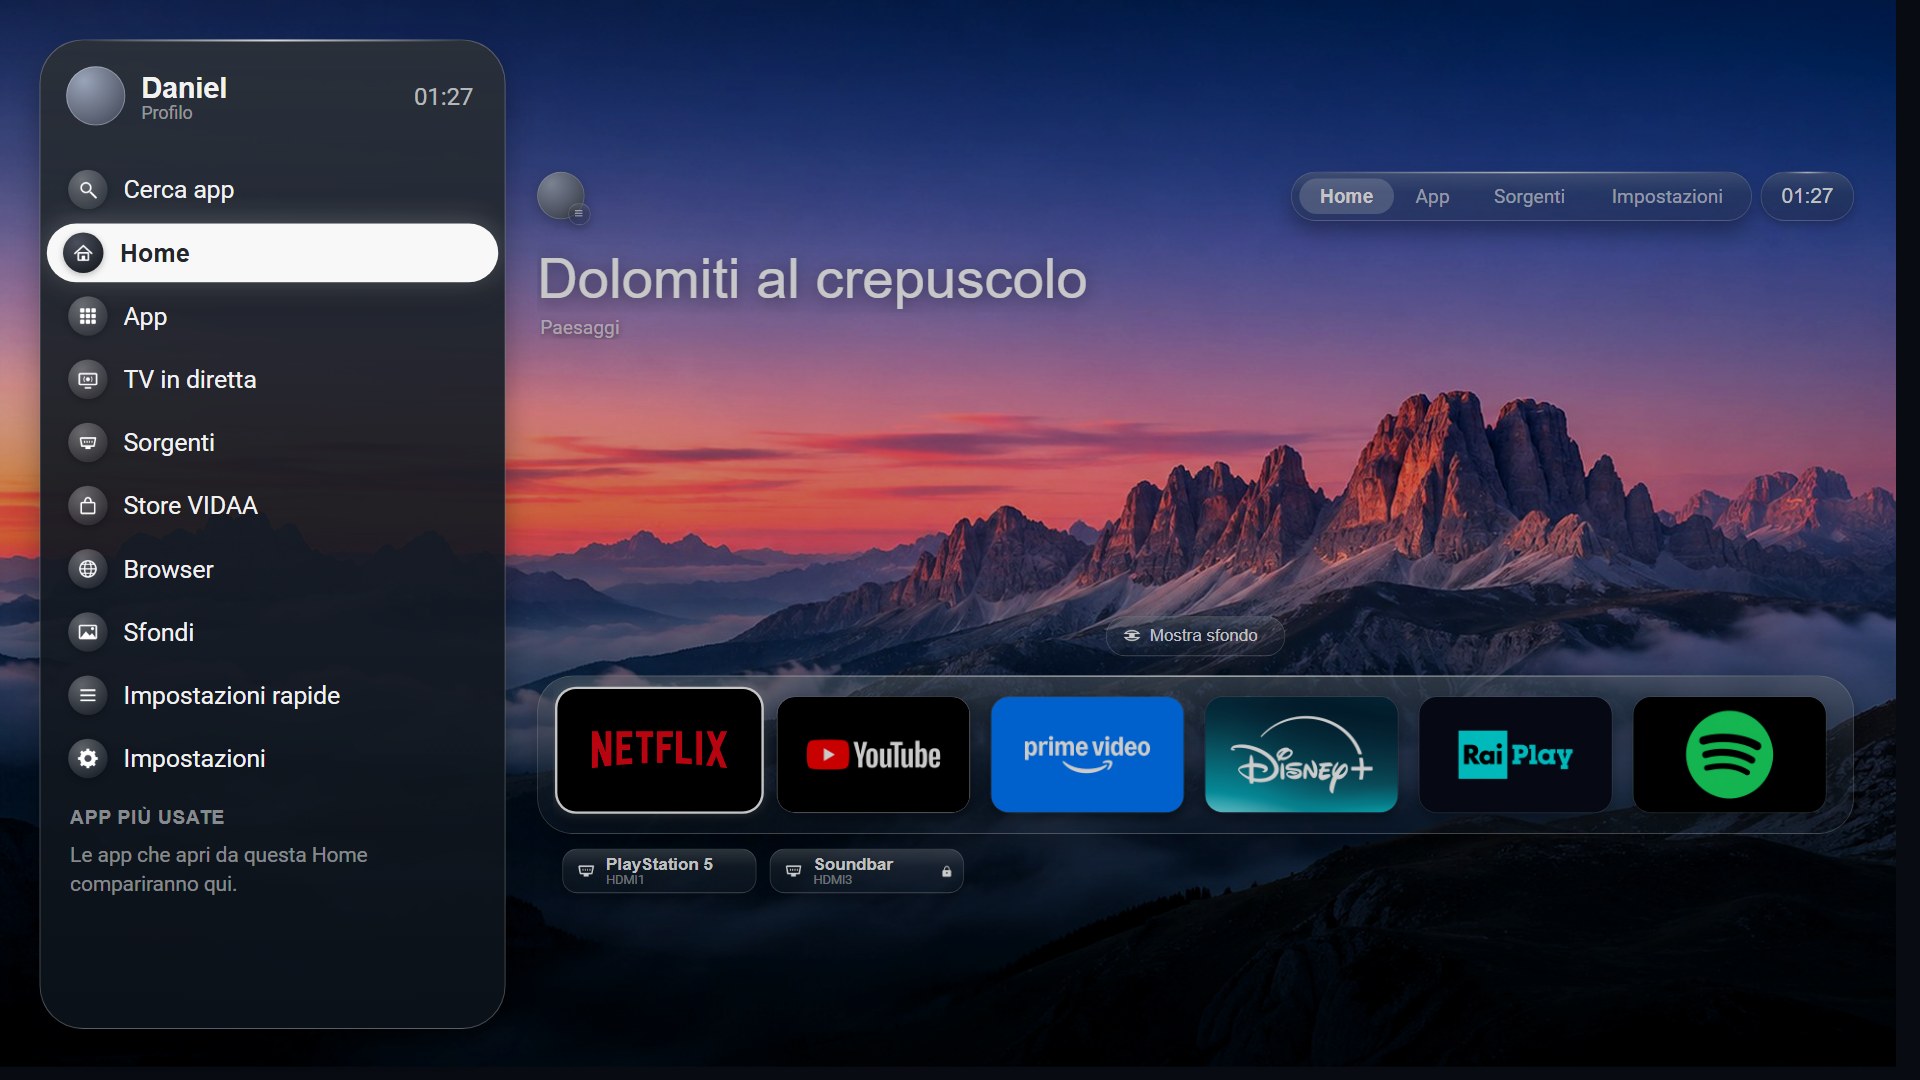 Daniel
Profilo
01:27
Cerca app
Home
App
TV in diretta
Sorgenti
Store VIDAA
Browser
Sfondi
Impostazioni rapide
Impostazioni
APP PIÙ USATE
Le app che apri da questa Home
compariranno qui.
Home App Sorgenti Impostazioni 01:27
Dolomiti al crepuscolo
Paesaggi
Mostra sfondo
NETFLIX YouTube prime video Disney+ Rai Play
PlayStation 5
HDMI1
Soundbar
HDMI3